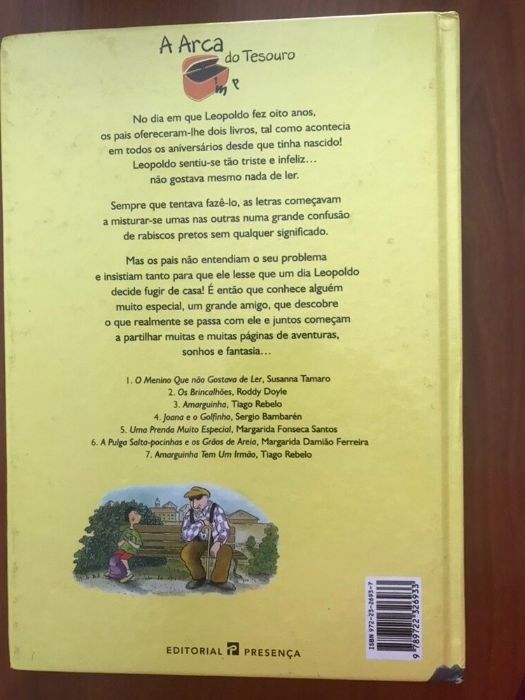 A Arca
do Tesouro
No dia em que Leopoldo fez oito anos,
os pais ofereceram-lhe dois livros, tal como acontecia
em todos os aniversários desde que tinha nascido!
Leopoldo sentiu-se tão triste e infeliz...
não gostava mesmo nada de ler.
Sempre que tentava fazê-lo, as letras começavam
a misturar-se umas nas outras numa grande confusão
de rabiscos pretos sem qualquer significado.
Mas os pais não entendiam o seu problema
e insistiam tanto para que ele lesse que um dia Leopoldo
decide fugir de casa! É então que conhece alguém
muito especial, um grande amigo, que descobre
o que realmente se passa com ele e juntos começam
a partilhar muitas e muitas páginas de aventuras,
sonhos e fantasia...
1. O Menino Que não Gostava de Ler, Susanna Tamaro
2. Os Brincalhões, Roddy Doyle
3. Amarguinha, Tiago Rebelo
4. Joana e o Golfinho, Sergio Bambarén
5. Uma Prenda Muito Especial, Margarida Fonseca Santos
6. A Pulga Salta-pocinhas e os Grãos de Areia, Margarida Damião Ferreira
7. Amarguinha Tem Um Irmão, Tiago Rebelo
EDITORIAL P PRESENÇA
ISBN 972-23-2693-7
9 789722 326933